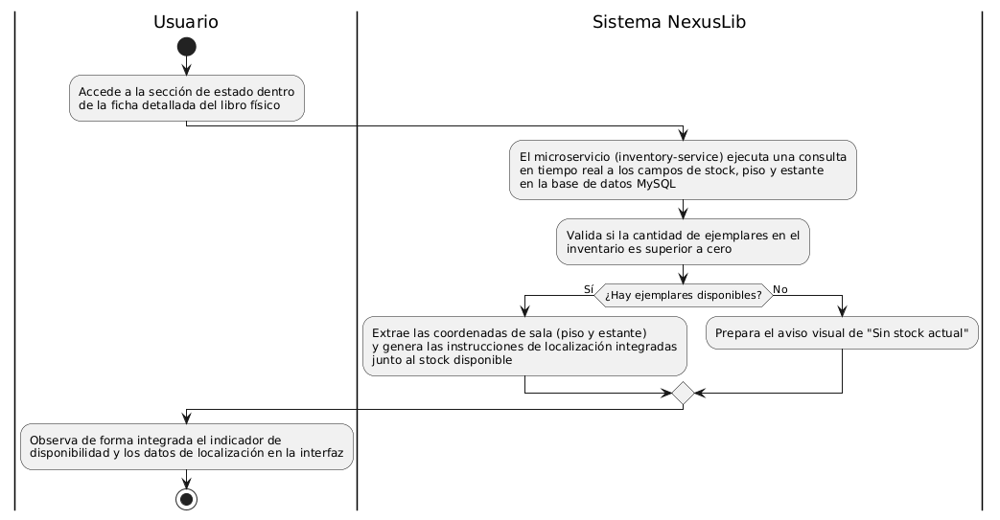 Usuario
Sistema NexusLib
Accede a la sección de estado dentro
de la ficha detallada del libro físico
El microservicio (inventory-service) ejecuta una consulta
en tiempo real a los campos de stock, piso y estante
en la base de datos MySQL
Valida si la cantidad de ejemplares en el
inventario es superior a cero
Sí
¿Hay ejemplares disponibles?
No
Extrae las coordenadas de sala (piso y estante)
y genera las instrucciones de localización integradas
junto al stock disponible
Prepara el aviso visual de "Sin stock actual"
Observa de forma integrada el indicador de
disponibilidad y los datos de localización en la interfaz